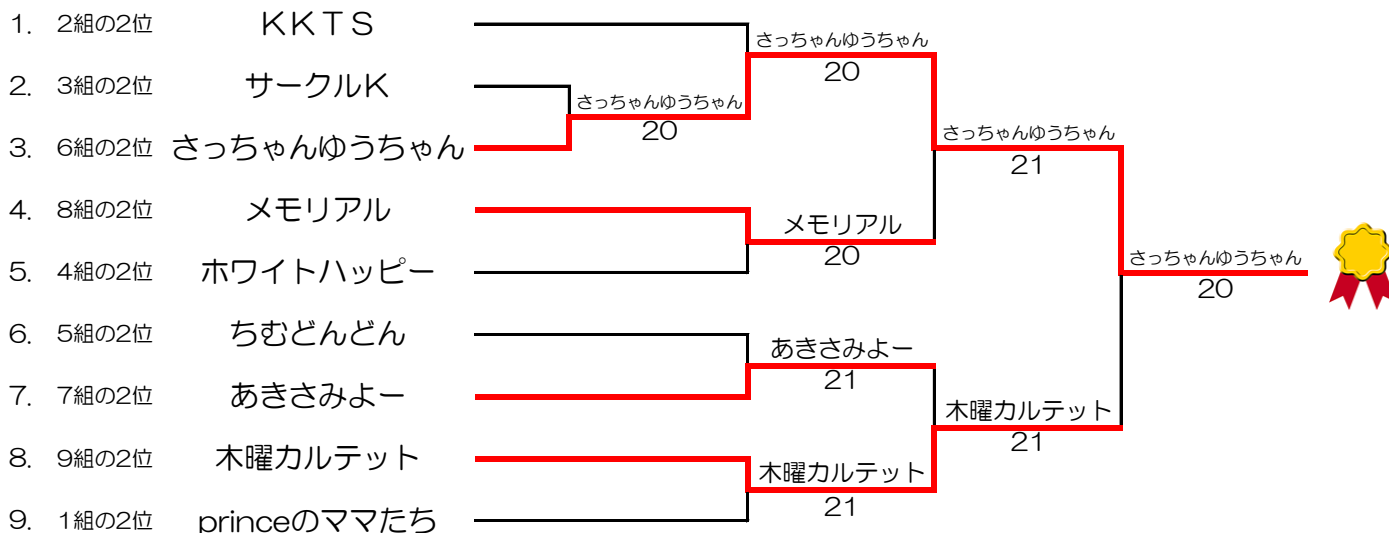 1. 2組の2位 KKTS
さっちゃんゆうちゃん
20
2. 3組の2位 サークルK
さっちゃんゆうちゃん
20
さっちゃんゆうちゃん
21
3. 6組の2位 さっちゃんゆうちゃん
4. 8組の2位 メモリアル
メモリアル
20
5. 4組の2位 ホワイトハッピー
さっちゃんゆうちゃん
20
6. 5組の2位 ちむどんどん
あきさみよー
21
7. 7組の2位 あきさみよー
木曜カルテット
21
8. 9組の2位 木曜カルテット
木曜カルテット
21
9. 1組の2位 princeのママたち